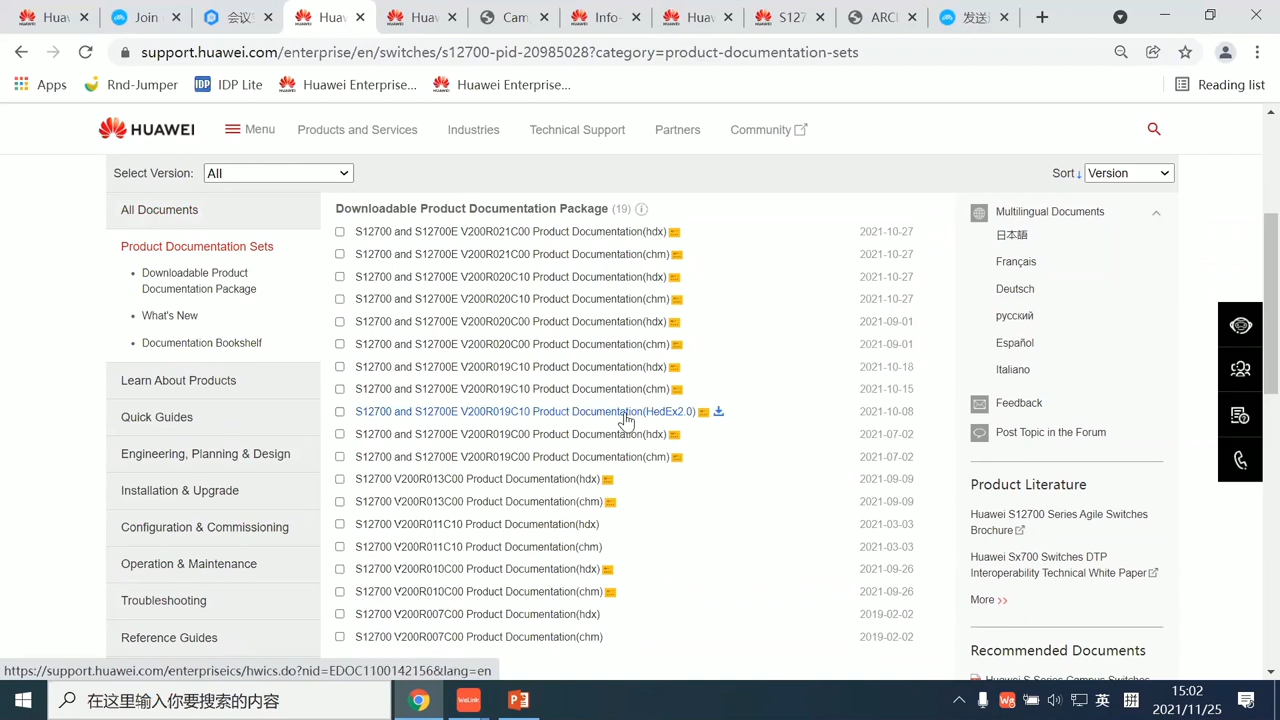 Huaw
Join
会议
Huaw
Huaw
Cam
Info-
Huaw
S127
ARCI
发送
support.huawei.com/enterprise/en/switches/s12700-pid-20985028?category=product-documentation-sets
Apps
Rnd-Jumper
IDP IDP Lite
Huawei Enterprise...
Huawei Enterprise...
Reading list
HUAWEI
Menu
Products and Services
Industries
Technical Support
Partners
Community
Select Version: All
Sort Version
All Documents
Product Documentation Sets
• Downloadable Product
Documentation Package
• What's New
• Documentation Bookshelf
Learn About Products
Quick Guides
Engineering, Planning & Design
Installation & Upgrade
Configuration & Commissioning
Operation & Maintenance
Troubleshooting
Reference Guides
Downloadable Product Documentation Package (19)
S12700 and S12700E V200R021C00 Product Documentation(hdx) 2021-10-27
S12700 and S12700E V200R021C00 Product Documentation(chm) 2021-10-27
S12700 and S12700E V200R020C10 Product Documentation(hdx) 2021-10-27
S12700 and S12700E V200R020C10 Product Documentation(chm) 2021-10-27
S12700 and S12700E V200R020C00 Product Documentation(hdx) 2021-09-01
S12700 and S12700E V200R020C00 Product Documentation(chm) 2021-09-01
S12700 and S12700E V200R019C10 Product Documentation(hdx) 2021-10-18
S12700 and S12700E V200R019C10 Product Documentation(chm) 2021-10-15
S12700 and S12700E V200R019C10 Product Documentation(HedEx2.0) 2021-10-08
S12700 and S12700E V200R019C00 Product Documentation(hdx) 2021-07-02
S12700 and S12700E V200R019C00 Product Documentation(chm) 2021-07-02
S12700 V200R013C00 Product Documentation(hdx) 2021-09-09
S12700 V200R013C00 Product Documentation(chm) 2021-09-09
S12700 V200R011C10 Product Documentation(hdx) 2021-03-03
S12700 V200R011C10 Product Documentation(chm) 2021-03-03
S12700 V200R010C00 Product Documentation(hdx) 2021-09-26
S12700 V200R010C00 Product Documentation(chm) 2021-09-26
S12700 V200R007C00 Product Documentation(hdx) 2019-02-02
S12700 V200R007C00 Product Documentation(chm) 2019-02-02
Multilingual Documents
日本語
Français
Deutsch
русский
Español
Italiano
Feedback
Post Topic in the Forum
Product Literature
Huawei S12700 Series Agile Switches
Brochure
Huawei Sx700 Switches DTP
Interoperability Technical White Paper
More >>
Recommended Documents
Huawei S Series Campus Switches
https://support.huawei.com/enterpriseics/hwics.do?nid=EDOC1100142156&lang=en
在这里输入你要搜索的内容
WeLink
英
拼
15:02
2021/11/25